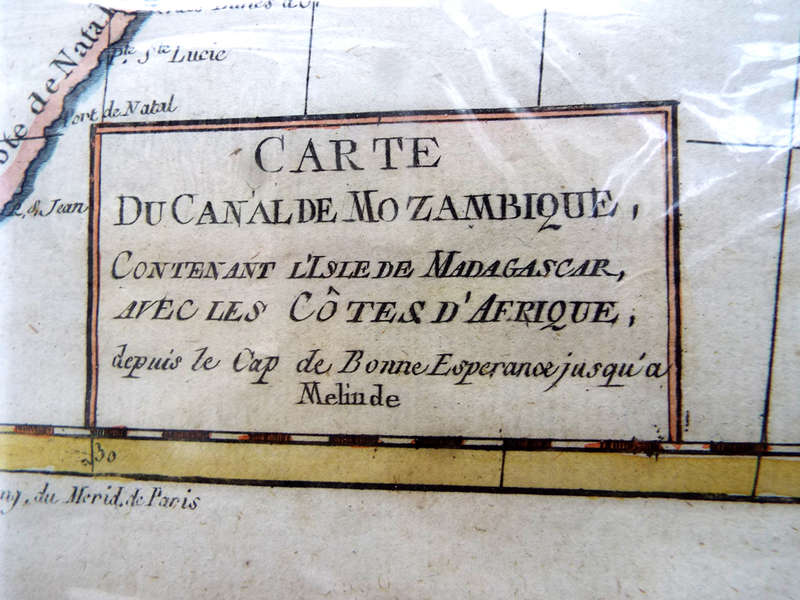 Côte de Natal
Pte. Ste Lucie
Port de Natal
St. Jean
CARTE
DU CANAL DE MOZAMBIQUE,
CONTENANT L'ISLE DE MADAGASCAR,
AVEC LES CÔTES D'AFRIQUE,
depuis le Cap de Bonne Esperance jusqu'a
Melinde
30
du Merid. de Paris